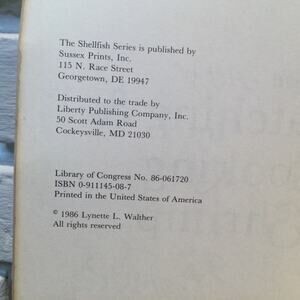 The Shellfish Series is published by
Sussex Prints, Inc.
115 N. Race Street
Georgetown, DE 19947
Distributed to the trade by
Liberty Publishing Company, Inc.
50 Scott Adam Road
Cockeysville, MD 21030
Library of Congress No. 86-061720
ISBN 0-911145-08-7
Printed in the United States of America
© 1986 Lynette L. Walther
All rights reserved